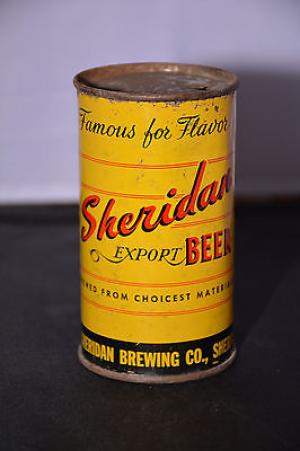 Famous for Flavor
Sheridan
EXPORT BEER
FROM CHOICEST
SHERIDAN BREWING CO.,